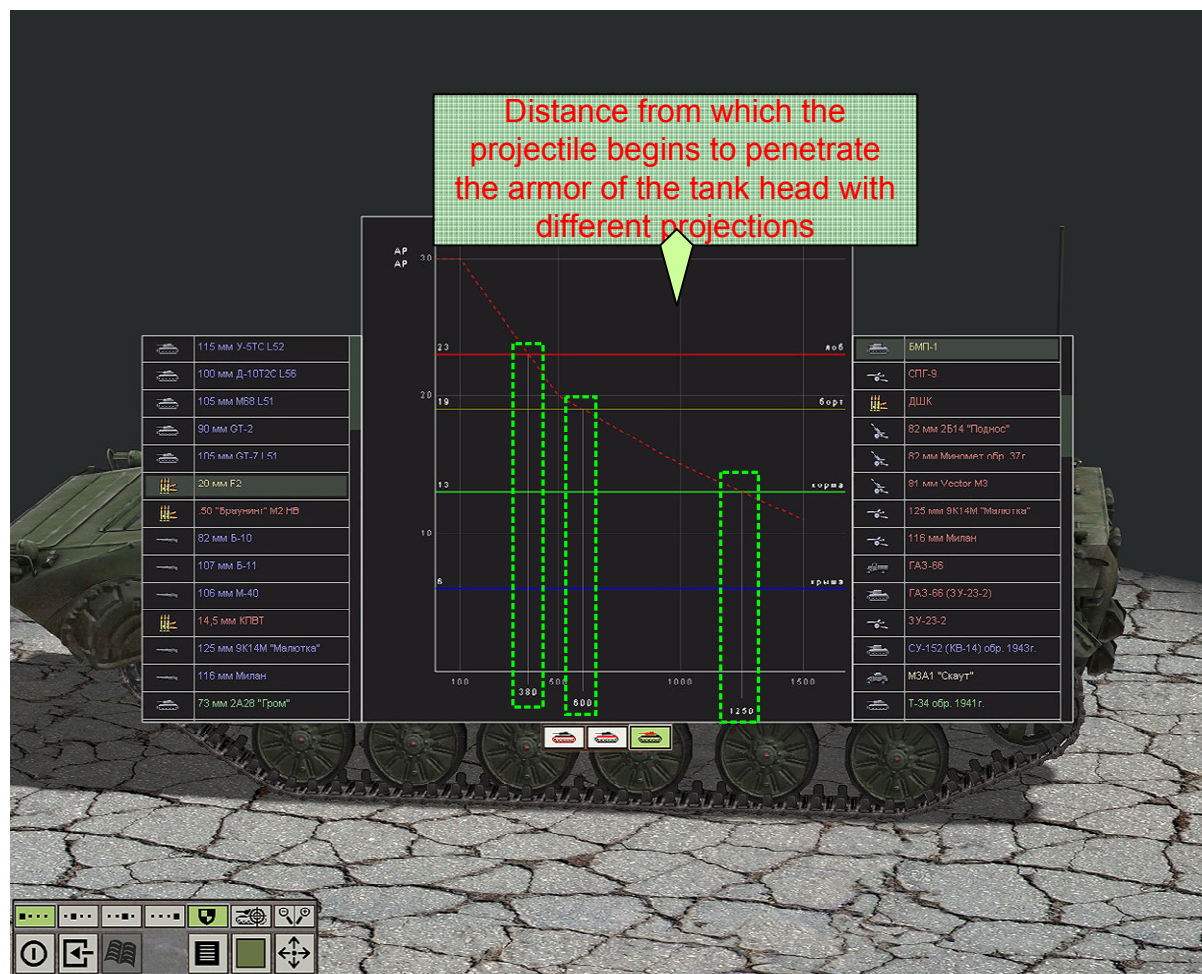 Distance from which the
projectile begins to penetrate
the armor of the tank head with
different projections
AP
AP
30
23
лоб
20
19
борт
13
корма
10
6
крыша
100
500
1000
1500
380
600
1250
115 мм У-5ТС L52
100 мм Д-10Т2С L56
105 мм М68 L51
90 мм GT-2
105 мм GT-7 L51
20 мм F2
.50 "Браунинг" М2 НВ
82 мм Б-10
107 мм Б-11
106 мм М-40
14,5 мм КПВТ
125 мм 9К14М "Малютка"
116 мм Милан
73 мм 2А28 "Гром"
БМП-1
СПГ-9
ДШК
82 мм 2Б14 "Поднос"
82 мм Миномет обр. 37г
81 мм Vector M3
125 мм 9К14М "Малютка"
116 мм Милан
ГАЗ-66
ГАЗ-66 (ЗУ-23-2)
ЗУ-23-2
СУ-152 (КВ-14) обр. 1943г.
М3А1 "Скаут"
Т-34 обр. 1941г.